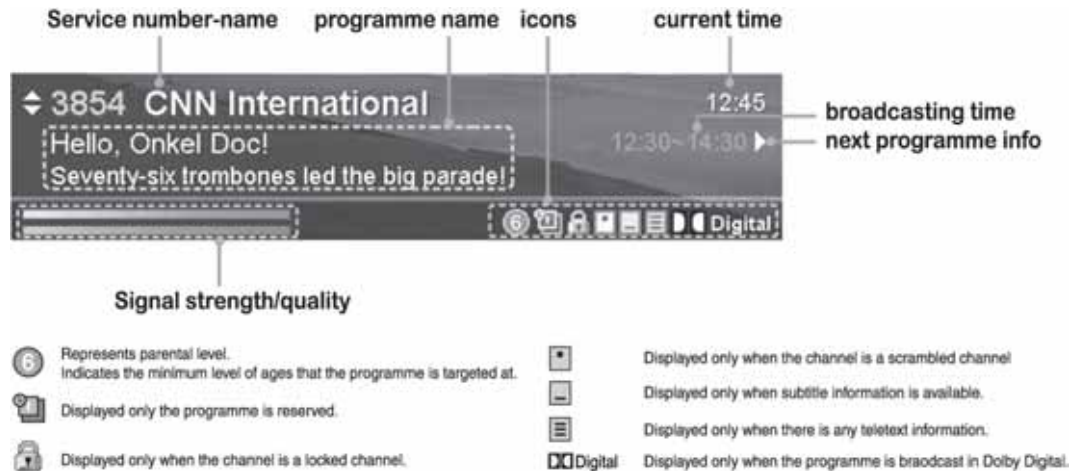 Service number-name programme name icons current time
3854 CNN International 12:45
broadcasting time
Hello, Onkel Doc! 12:30~14:30 next programme info
Seventy-six trombones led the big parade!
6 Digital
Signal strength/quality
6 Represents parental level.
Indicates the minimum level of ages that the programme is targeted at.
Displayed only the programme is reserved.
Displayed only when the channel is a locked channel.
Displayed only when the channel is a scrambled channel
Displayed only when subtitle information is available.
Displayed only when there is any teletext information.
Digital Displayed only when the programme is braodcast in Dolby Digital.